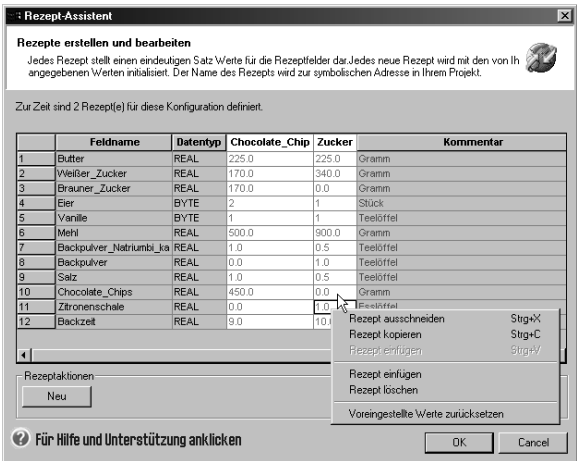 Rezept-Assistent
Rezepte erstellen und bearbeiten
Jedes Rezept stellt einen eindeutigen Satz Werte für die Rezeptfelder dar.Jedes neue Rezept wird mit den von Ih
angegebenen Werten initialisiert. Der Name des Rezepts wird zur symbolischen Adresse in Ihrem Projekt.
Zur Zeit sind 2 Rezept(e) für diese Konfiguration definiert.
Feldname Datentyp Chocolate_Chip Zucker Kommentar
1 Butter REAL 225.0 225.0 Gramm
2 Weißer_Zucker REAL 170.0 340.0 Gramm
3 Brauner_Zucker REAL 170.0 0.0 Gramm
4 Eier BYTE 2 1 Stück
5 Vanille BYTE 1 1 Teelöffel
6 Mehl REAL 500.0 900.0 Gramm
7 Backpulver_Natriumbi_ka REAL 1.0 0.5 Teelöffel
8 Backpulver REAL 0.0 1.0 Teelöffel
9 Salz REAL 1.0 0.5 Teelöffel
10 Chocolate_Chips REAL 450.0 0.0 Gramm
11 Zitronenschale REAL 0.0 1.0 Esslöffel
12 Backzeit REAL 9.0 10.
Rezept ausschneiden Strg+X
Rezept kopieren Strg+C
Rezept einfügen Strg+V
Rezept einfügen
Rezept löschen
Voreingestellte Werte zurücksetzen
Rezeptaktionen
Neu
Für Hilfe und Unterstützung anklicken
OK Cancel